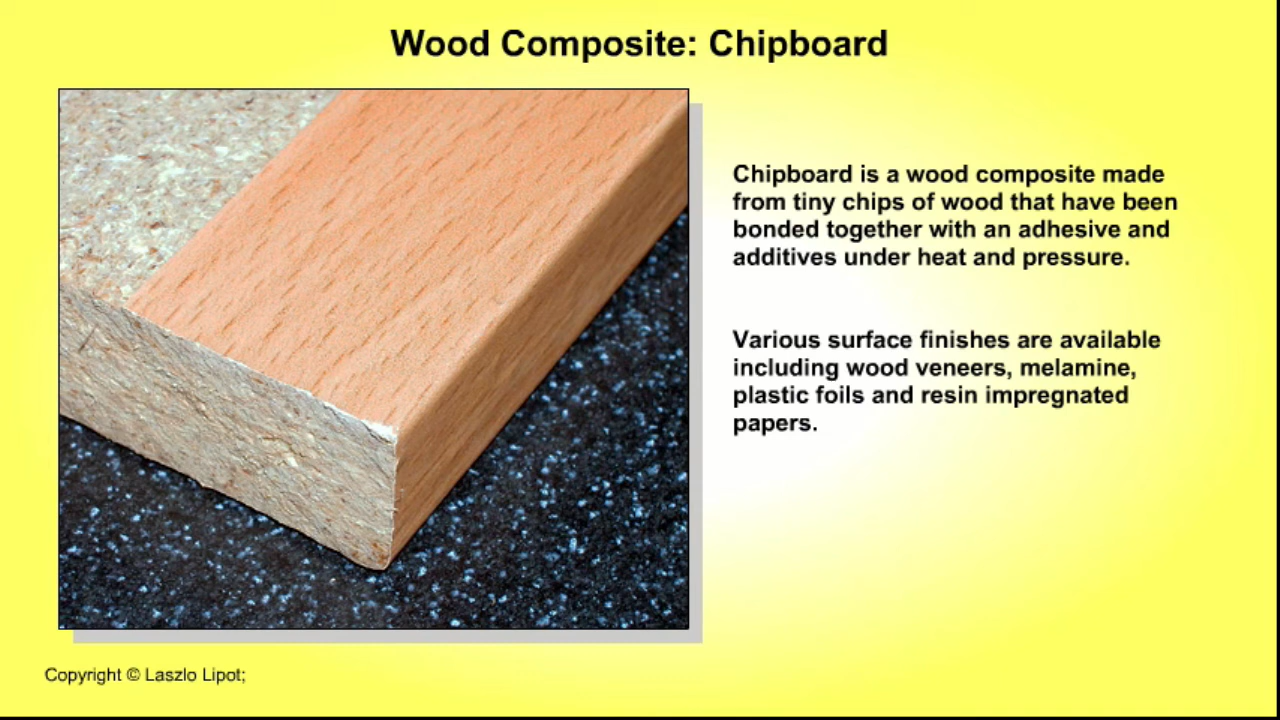 Wood Composite: Chipboard
Chipboard is a wood composite made
from tiny chips of wood that have been
bonded together with an adhesive and
additives under heat and pressure.
Various surface finishes are available
including wood veneers, melamine,
plastic foils and resin impregnated
papers.
Copyright © Laszlo Lipot;